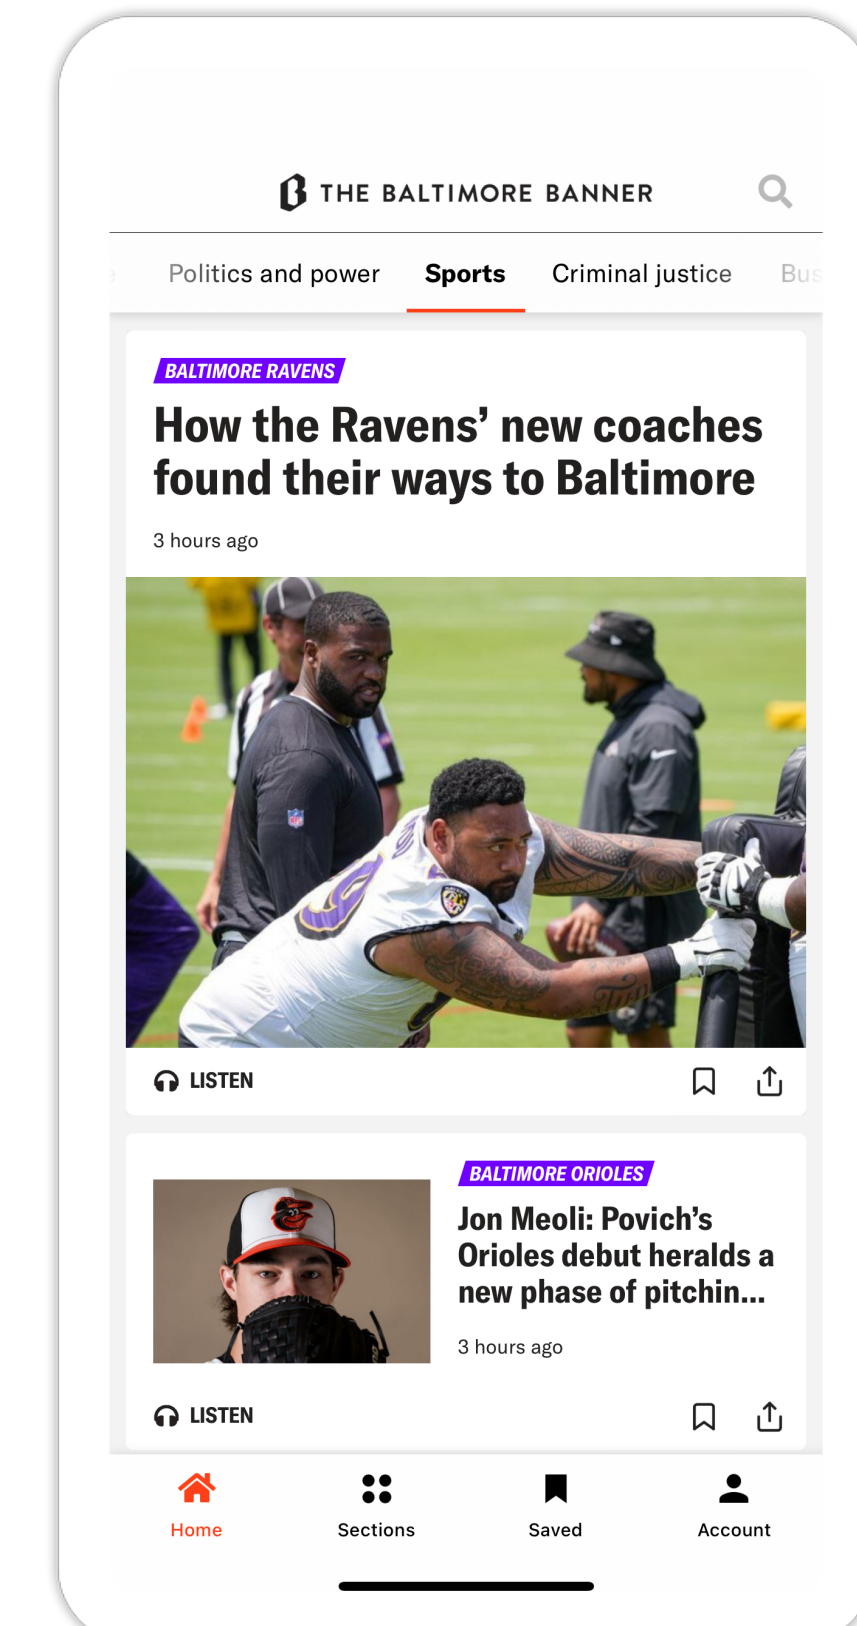 THE BALTIMORE BANNER
Politics and power Sports Criminal justice Bus
BALTIMORE RAVENS
How the Ravens’ new coaches
found their ways to Baltimore
3 hours ago
NFL
LISTEN
BALTIMORE ORIOLES
Jon Meoli: Povich’s
Orioles debut heralds a
new phase of pitchin...
3 hours ago
LISTEN
Home Sections Saved Account